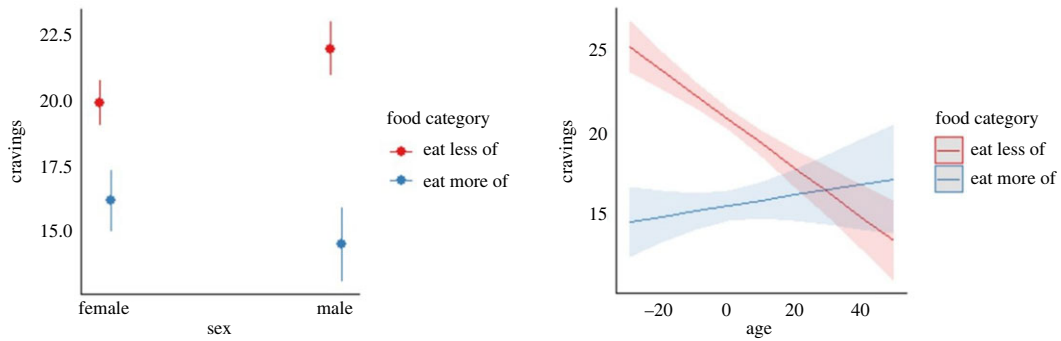 22.5
20.0
17.5
15.0
cravings
female
male
sex
food category
eat less of
eat more of
25
20
15
cravings
−20
0
20
40
age
food category
eat less of
eat more of